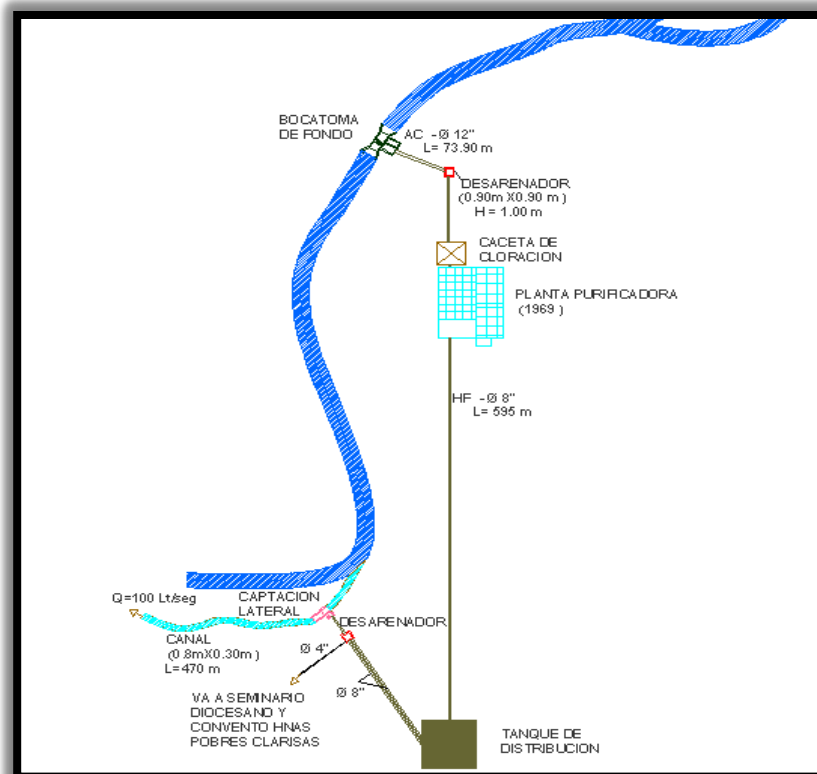 BOCATOMA
DE FONDO
AC - Ø 12"
L= 73.90 m
DESARENADOR
(0.90m X0.90 m )
H = 1.00 m
CACETA DE
CLORACION
PLANTA PURIFICADORA
(1969 )
HF - Ø 8"
L= 595 m
Q=100 Lt/seg
CAPTACION
LATERAL
DESARENADOR
CANAL
(0.8mX0.30m )
L=470 m
Ø 4"
Ø 8"
VA A SEMINARIO
DIOCESANO Y
CONVENTO HNAS
POBRES CLARISAS
TANQUE DE
DISTRIBUCION